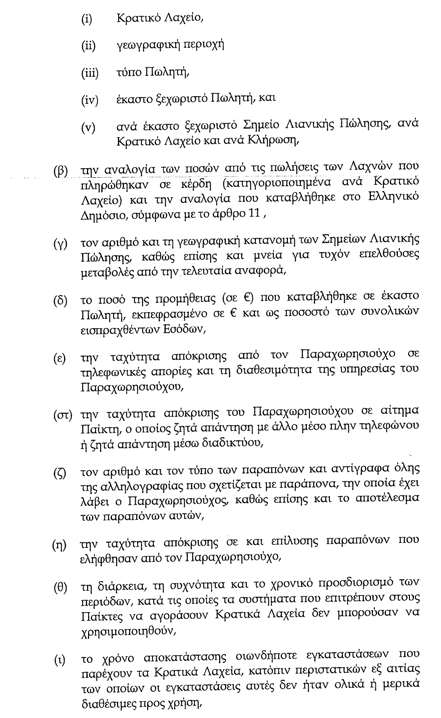 (i) Κρατικό Λαχείο,
(ii) γεωγραφική περιοχή
(iii) τύπο Πωλητή,
(iv) έκαστο ξεχωριστό Πωλητή, και
(v) ανά έκαστο ξεχωριστό Σημείο Λιανικής Πώλησης, ανά
Κρατικό Λαχείο και ανά Κλήρωση,
(β) την αναλογία των ποσών από τις πωλήσεις των Λαχνών που
πληρώθηκαν σε κέρδη (κατηγοριοποιημένα ανά Κρατικό
Λαχείο) και την αναλογία που καταβλήθηκε στο Ελληνικό
Δημόσιο, σύμφωνα με το άρθρο 11 ,
(γ) τον αριθμό και τη γεωγραφική κατανομή των Σημείων Λιανικής
Πώλησης, καθώς επίσης και μνεία για τυχόν επελθούσες
μεταβολές από την τελευταία αναφορά,
(δ) το ποσό της προμήθειας (σε €) που καταβλήθηκε σε έκαστο
Πωλητή, εκπεφρασμένο σε € και ως ποσοστό των συνολικών
εισπραχθέντων Εσόδων,
(ε) την ταχύτητα απόκρισης από τον Παραχωρησιούχο σε
τηλεφωνικές απορίες και τη διαθεσιμότητα της υπηρεσίας του
Παραχωρησιούχου,
(στ) την ταχύτητα απόκρισης του Παραχωρησιούχου σε αίτημα
Παίκτη, ο οποίος ζητά απάντηση με άλλο μέσο πλην τηλεφώνου
ή ζητά απάντηση μέσω διαδικτύου,
(ζ) τον αριθμό και τον τύπο των παραπόνων και αντίγραφα όλης
της αλληλογραφίας που σχετίζεται με παράπονα, την οποία έχει
λάβει ο Παραχωρησιούχος, καθώς επίσης και το αποτέλεσμα
των παραπόνων αυτών,
(η) την ταχύτητα απόκρισης σε και επίλυσης παραπόνων που
ελήφθησαν από τον Παραχωρησιούχο,
(θ) τη διάρκεια, τη συχνότητα και το χρονικό προσδιορισμό των
περιόδων, κατά τις οποίες τα συστήματα που επιτρέπουν στους
Παίκτες να αγοράσουν Κρατικά Λαχεία δεν μπορούσαν να
χρησιμοποιηθούν,
(ι) το χρόνο αποκατάστασης οιωνδήποτε εγκαταστάσεων που
παρέχουν τα Κρατικά Λαχεία, κατόπιν περιστατικών εξ αιτίας
των οποίων οι εγκαταστάσεις αυτές δεν ήταν ολικά ή μερικά
διαθέσιμες προς χρήση,